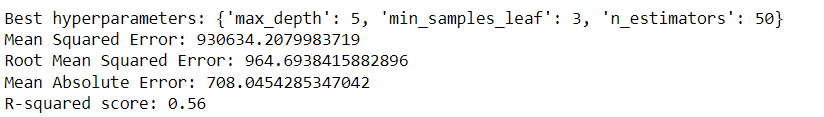 Best hyperparameters: {'max_depth': 5, 'min_samples_leaf': 3, 'n_estimators': 50}
Mean Squared Error: 930634.2079983719
Root Mean Squared Error: 964.6938415882896
Mean Absolute Error: 708.0454285347042
R-squared score: 0.56